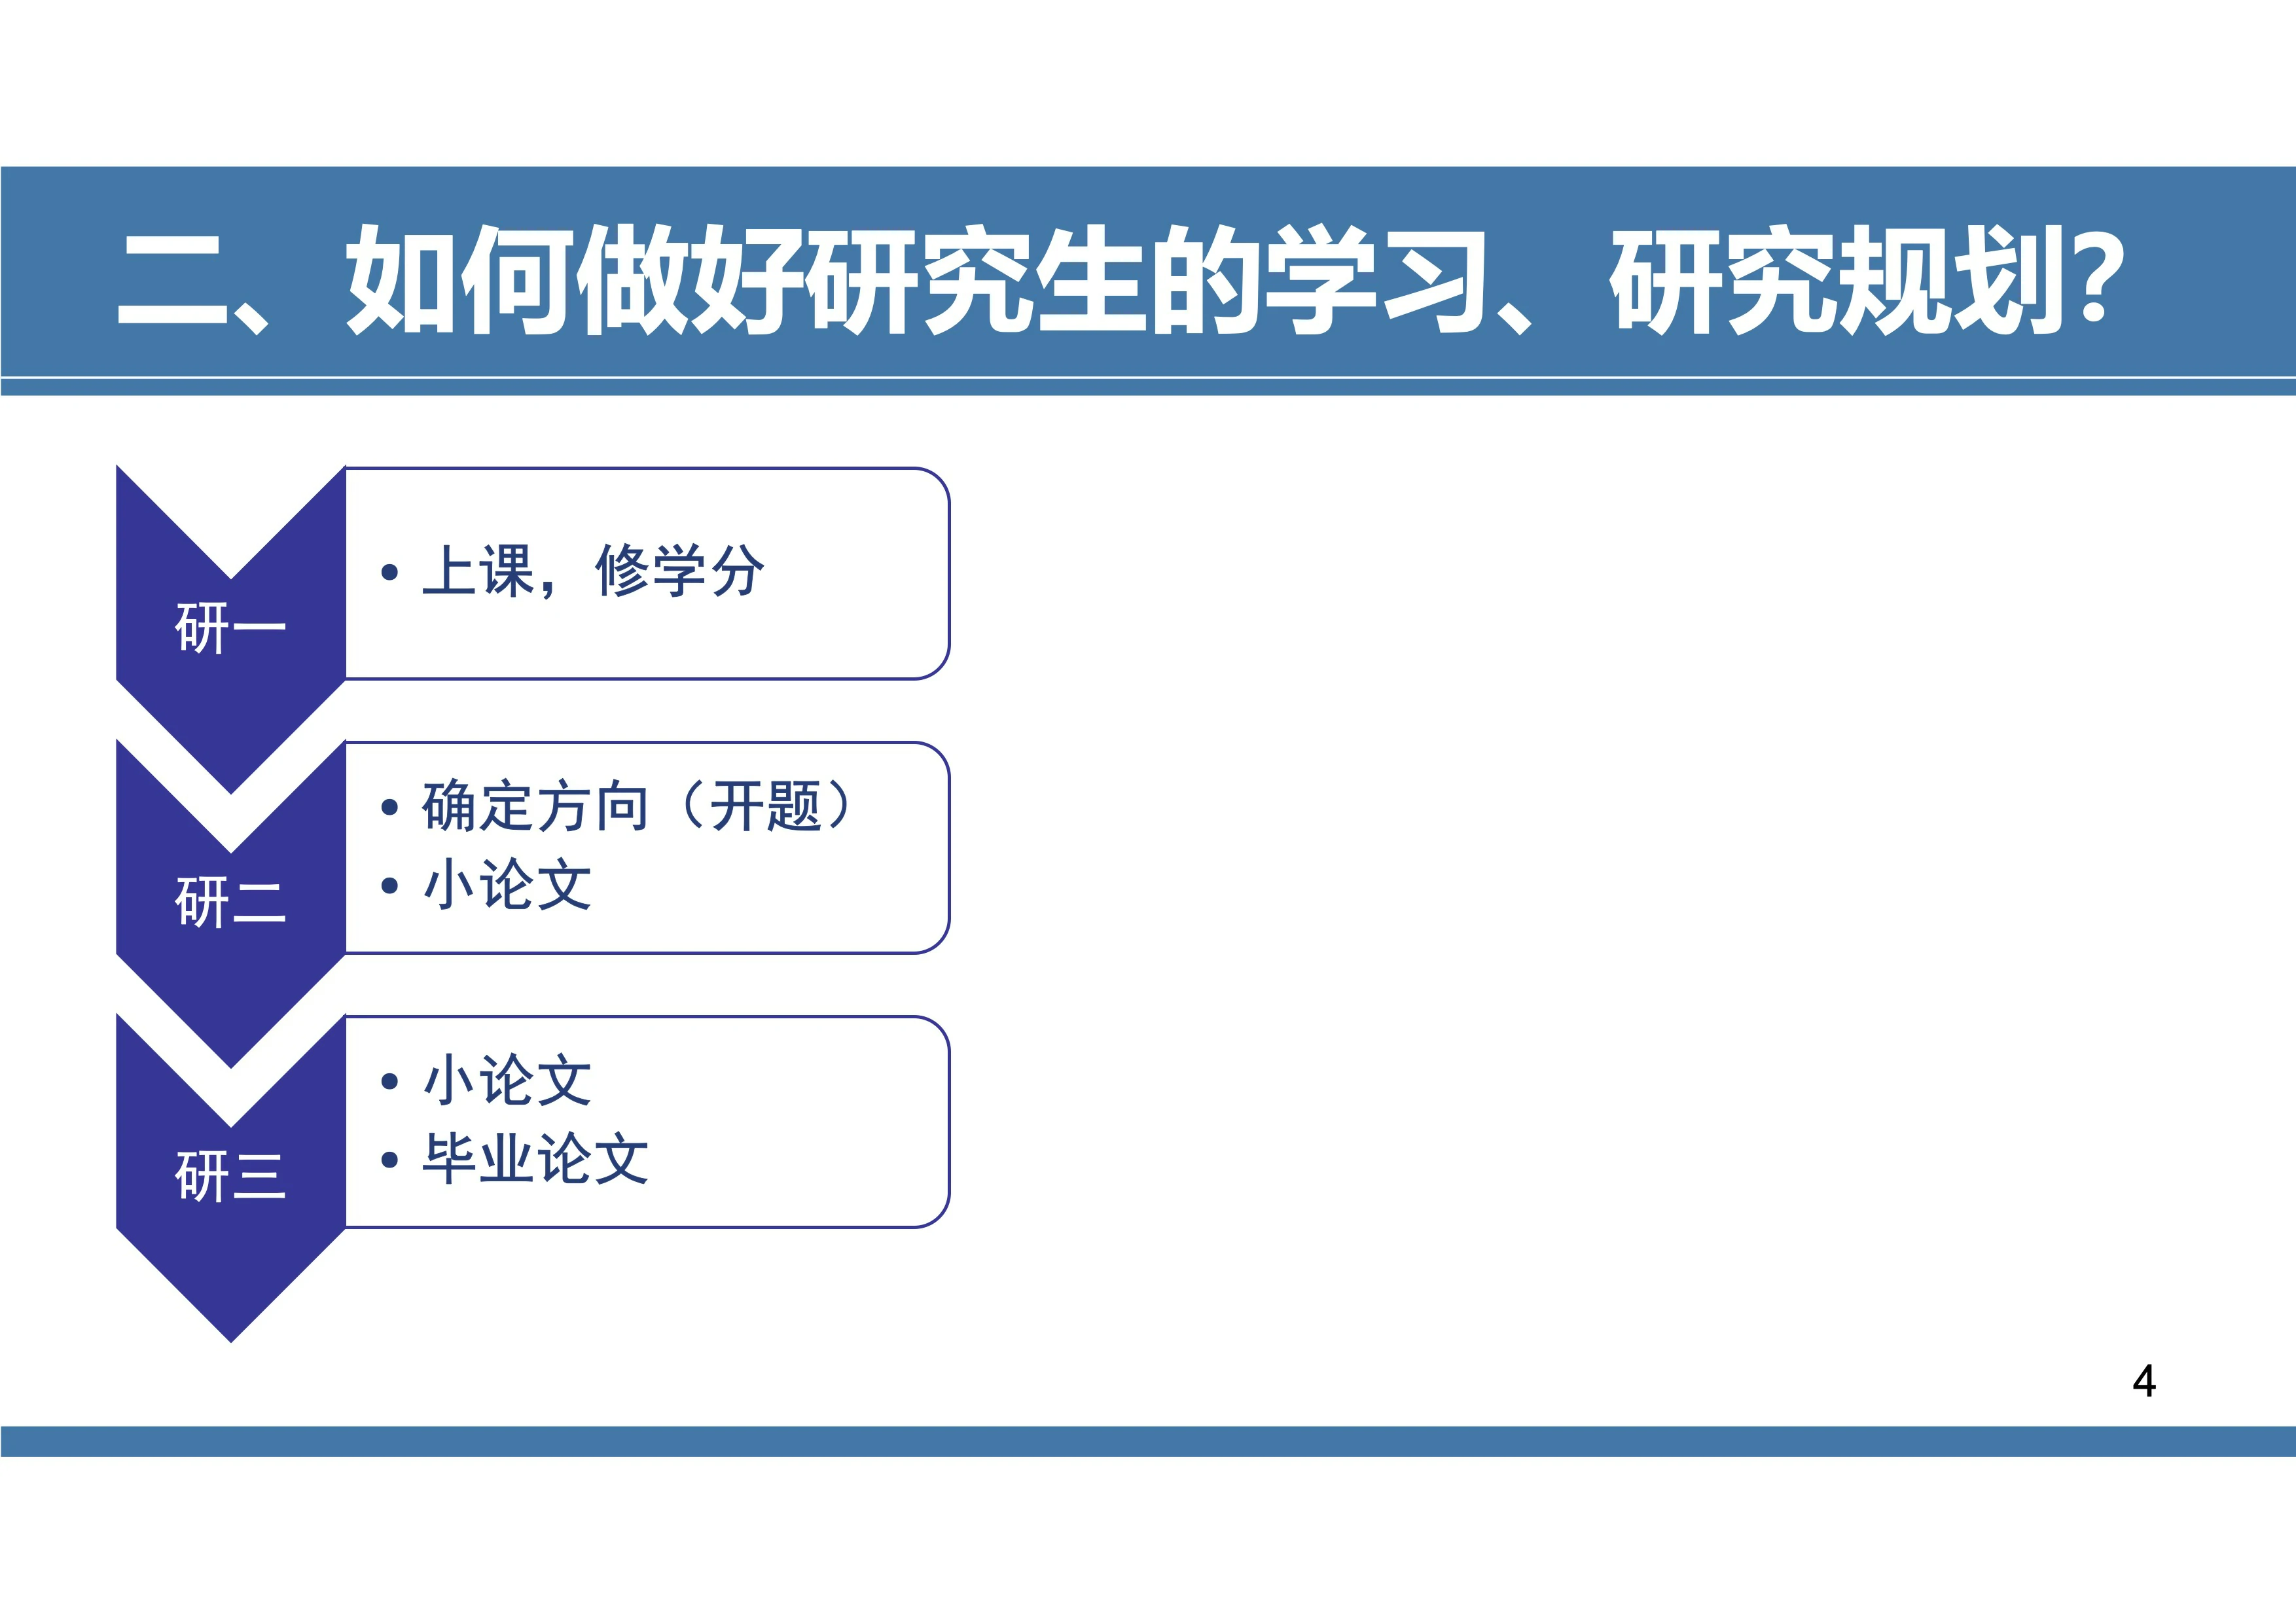 二、 如何做好研究生的学习、 研究规划？
研一
• 上课， 修学分
研二
• 确定方向（开题）
• 小论文
研三
• 小论文
• 毕业论文
4